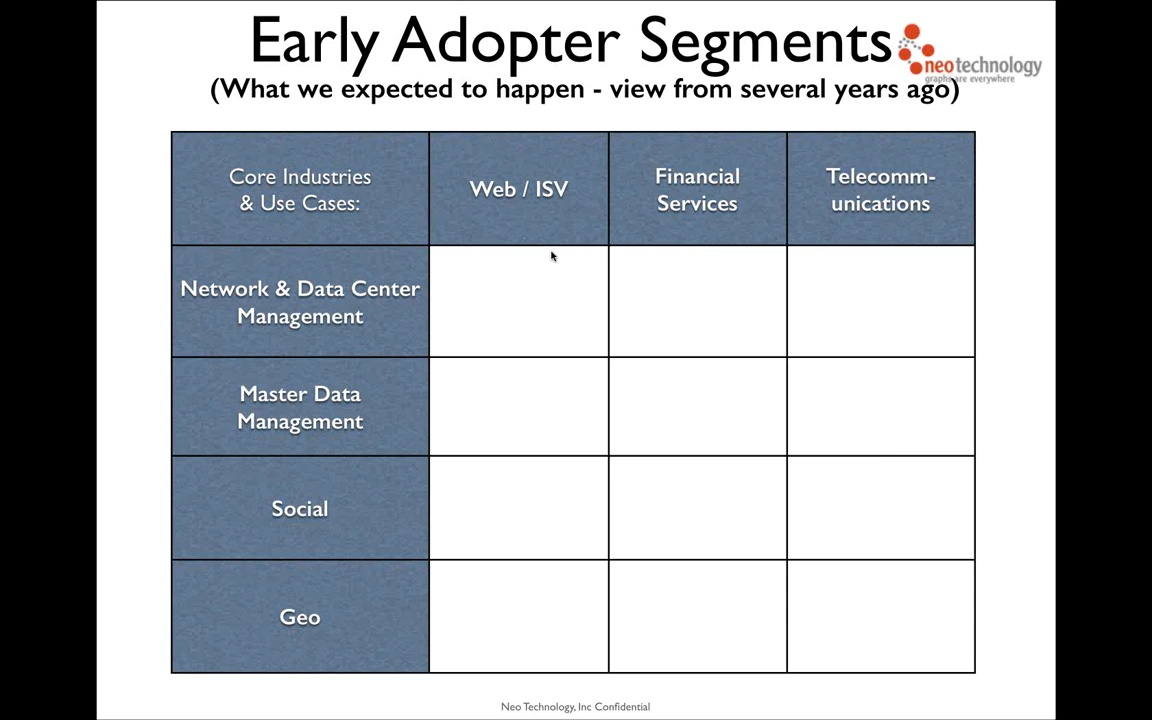 Early Adopter Segments
neotechnology
graphs are everywhere
(What we expected to happen - view from several years ago)
Core Industries
& Use Cases:
Web / ISV
Financial
Services
Telecomm-
unications
Network & Data Center
Management
Master Data
Management
Social
Geo
Neo Technology, Inc Confidential